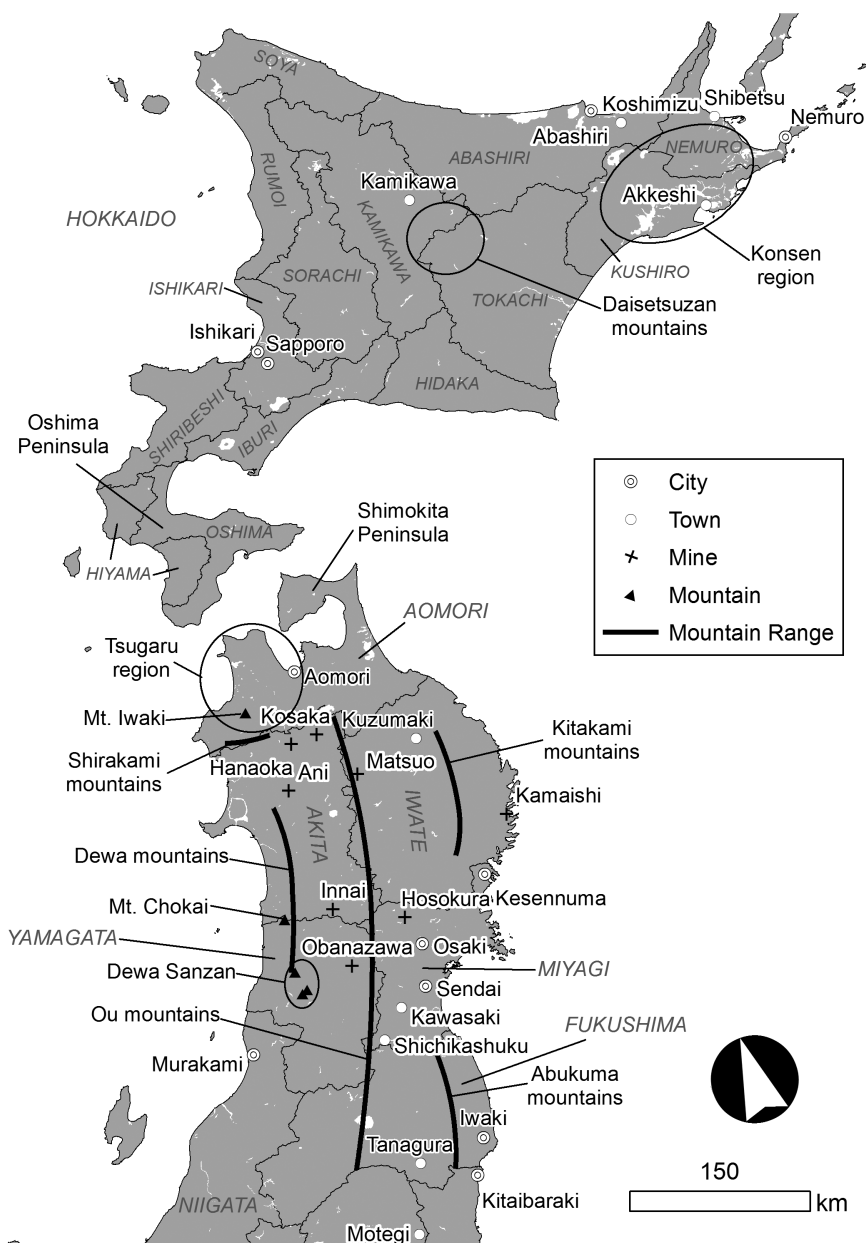 SOYA
Koshimizu
Shibetsu
Nemuro
Abashiri
NEMURO
ABASHIRI
RUMOI
Kamikawa
Akkeshi
HOKKAIDO
KAMIKAWA
Konsen
region
KUSHIRO
SORACHI
ISHIKARI
TOKACHI
Daisetsuzan
mountains
Ishikari
Sapporo
HIDAKA
SHIRIBESHI
Oshima
Peninsula
IBURI
City
Shimokita
Peninsula
Town
OSHIMA
Mine
HIYAMA
Mountain
AOMORI
Mountain Range
Tsugaru
region
Aomori
Mt. Iwaki
Kosaka
Kuzumaki
Kitakami
mountains
Shirakami
mountains
Hanaoka
Ani
Matsuo
Kamaishi
AKITA
IWATE
Dewa mountains
Innai
Hosokura
Kesennuma
Mt. Chokai
YAMAGATA
Obanazawa
Osaki
Dewa Sanzan
MIYAGI
Sendai
Ou mountains
Kawasaki
FUKUSHIMA
Shichikashuku
Murakami
Abukuma
mountains
Iwaki
Tanagura
150
km
NIIGATA
Kitaibaraki
Motegi